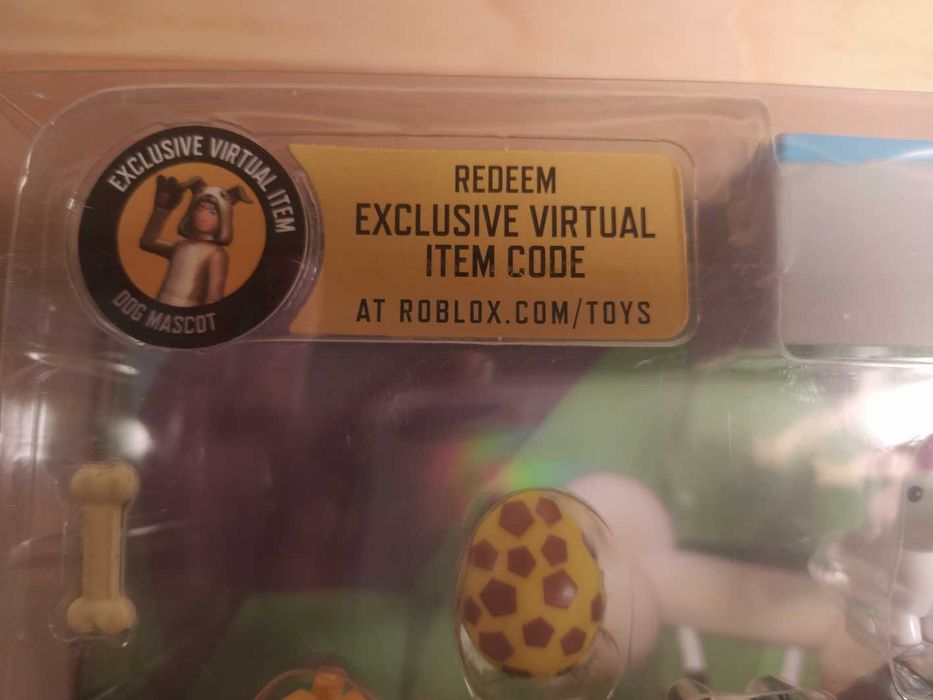 EXCLUSIVE VIRTUAL ITEM
DOG MASCOT
REDEEM
EXCLUSIVE VIRTUAL
ITEM CODE
AT ROBLOX.COM/TOYS